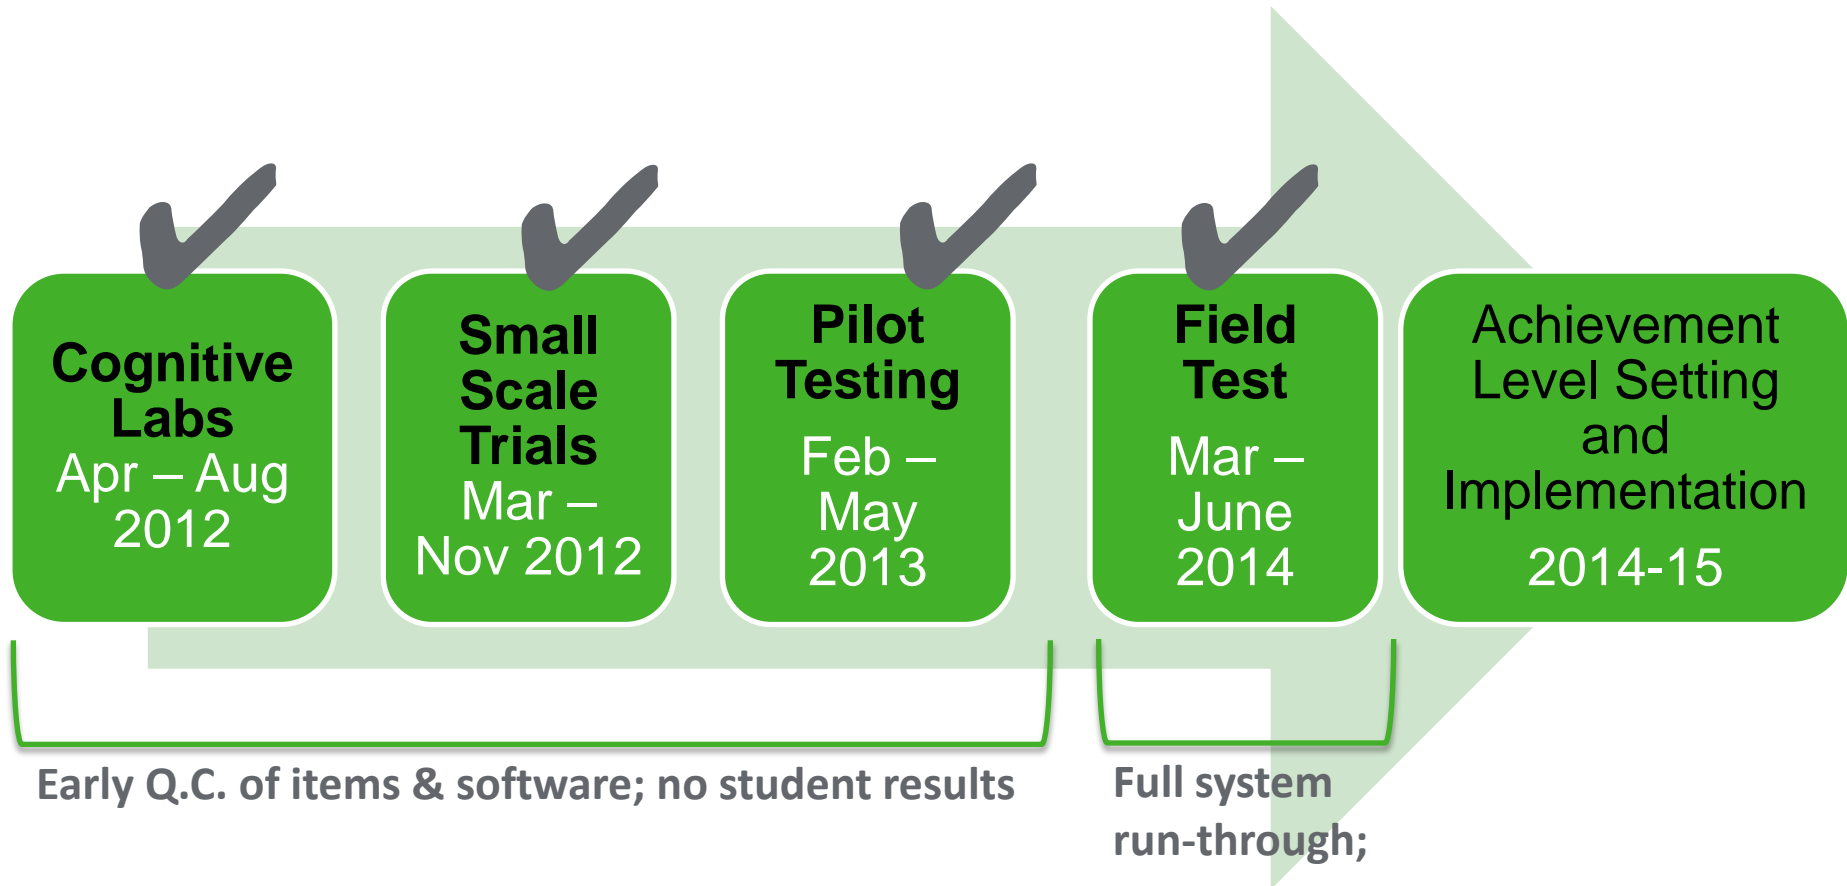 Cognitive
Labs
Apr – Aug
2012
Small
Scale
Trials
Mar –
Nov 2012
Pilot
Testing
Feb –
May
2013
Field
Test
Mar –
June
2014
Achievement
Level Setting
and
Implementation
2014-15
Early Q.C. of items & software; no student results
Full system
run-through;